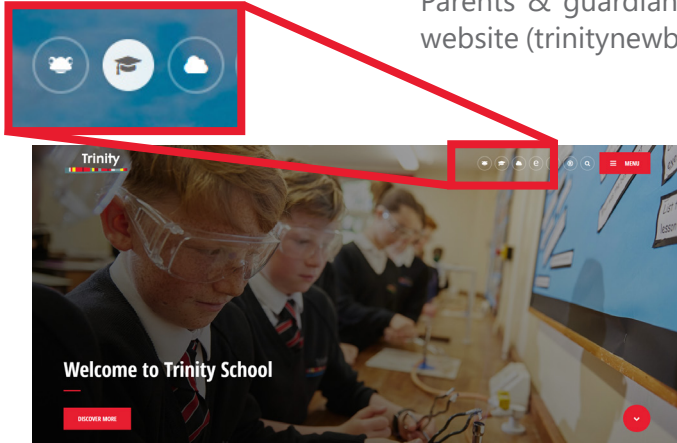 Parents & guardian
website (trinitynewb
Trinity
MENU
Welcome to Trinity School
DISCOVER MORE